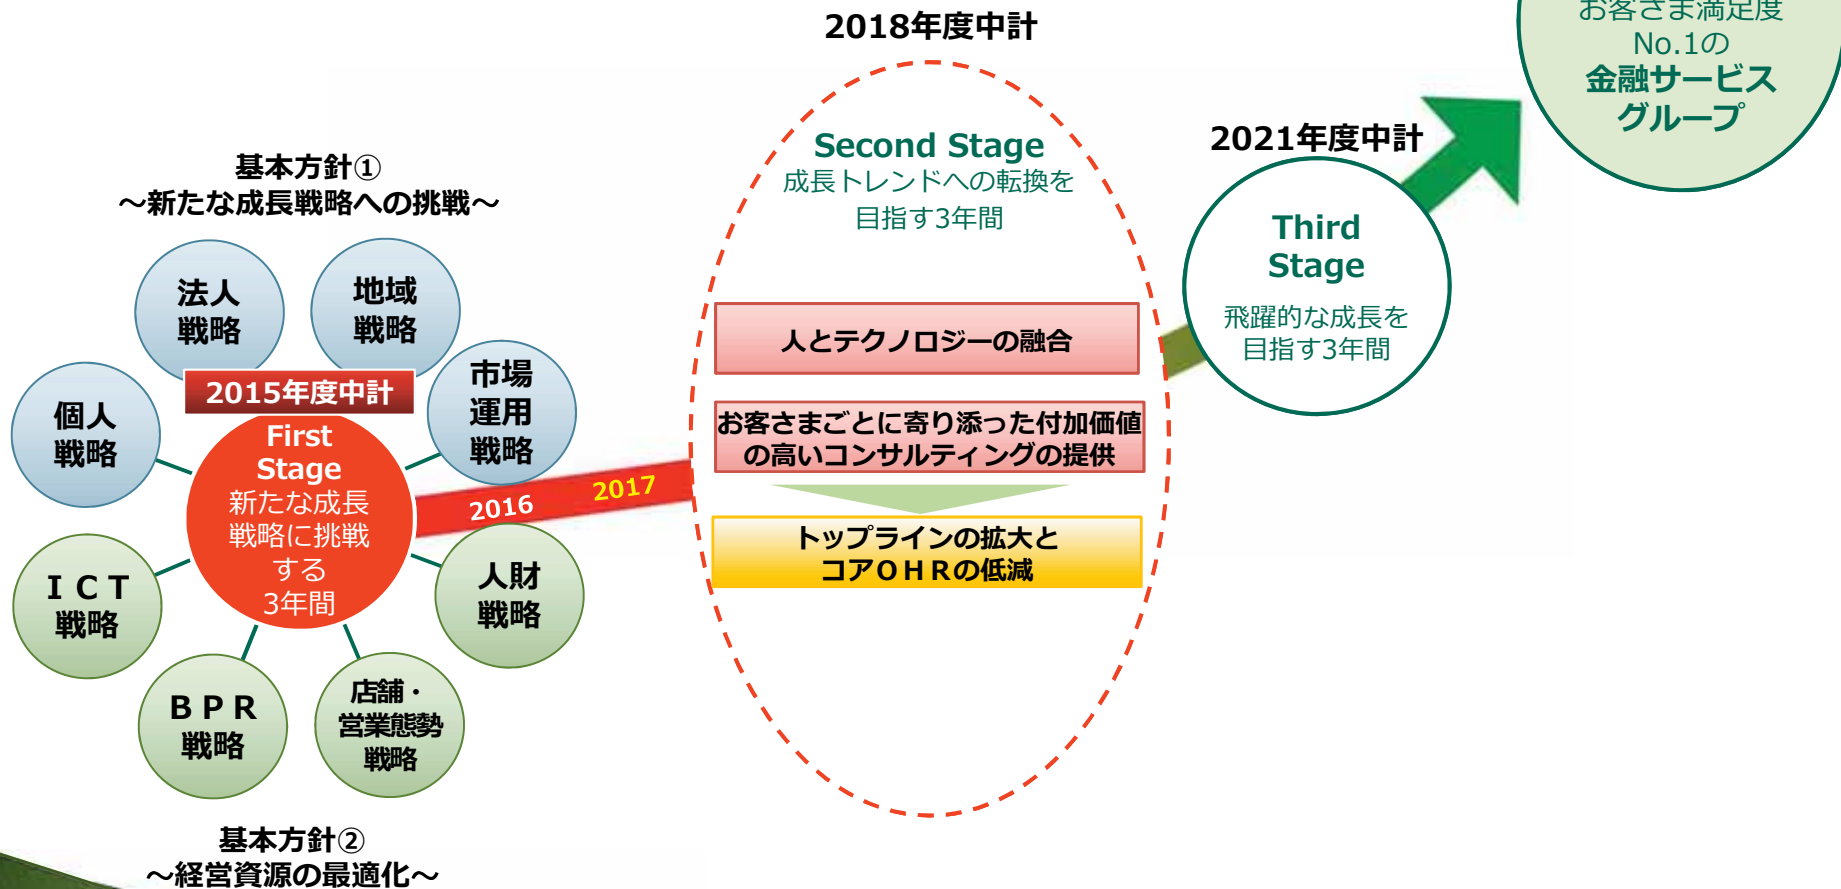 2018年度中計
お客さま満足度
No.1の
金融サービス
グループ
2021年度中計
基本方針①
～新たな成長戦略への挑戦～
法人
戦略
地域
戦略
個人
戦略
市場
運用
戦略
2015年度中計
First
Stage
新たな成長
戦略に挑戦
する
3年間
2016
2017
ＩＣＴ
戦略
人財
戦略
ＢＰＲ
戦略
店舗・
営業態勢
戦略
基本方針②
～経営資源の最適化～
Second Stage
成長トレンドへの転換を
目指す3年間
人とテクノロジーの融合
お客さまごとに寄り添った付加価値
の高いコンサルティングの提供
トップラインの拡大と
コアＯＨＲの低減
Third
Stage
飛躍的な成長を
目指す3年間